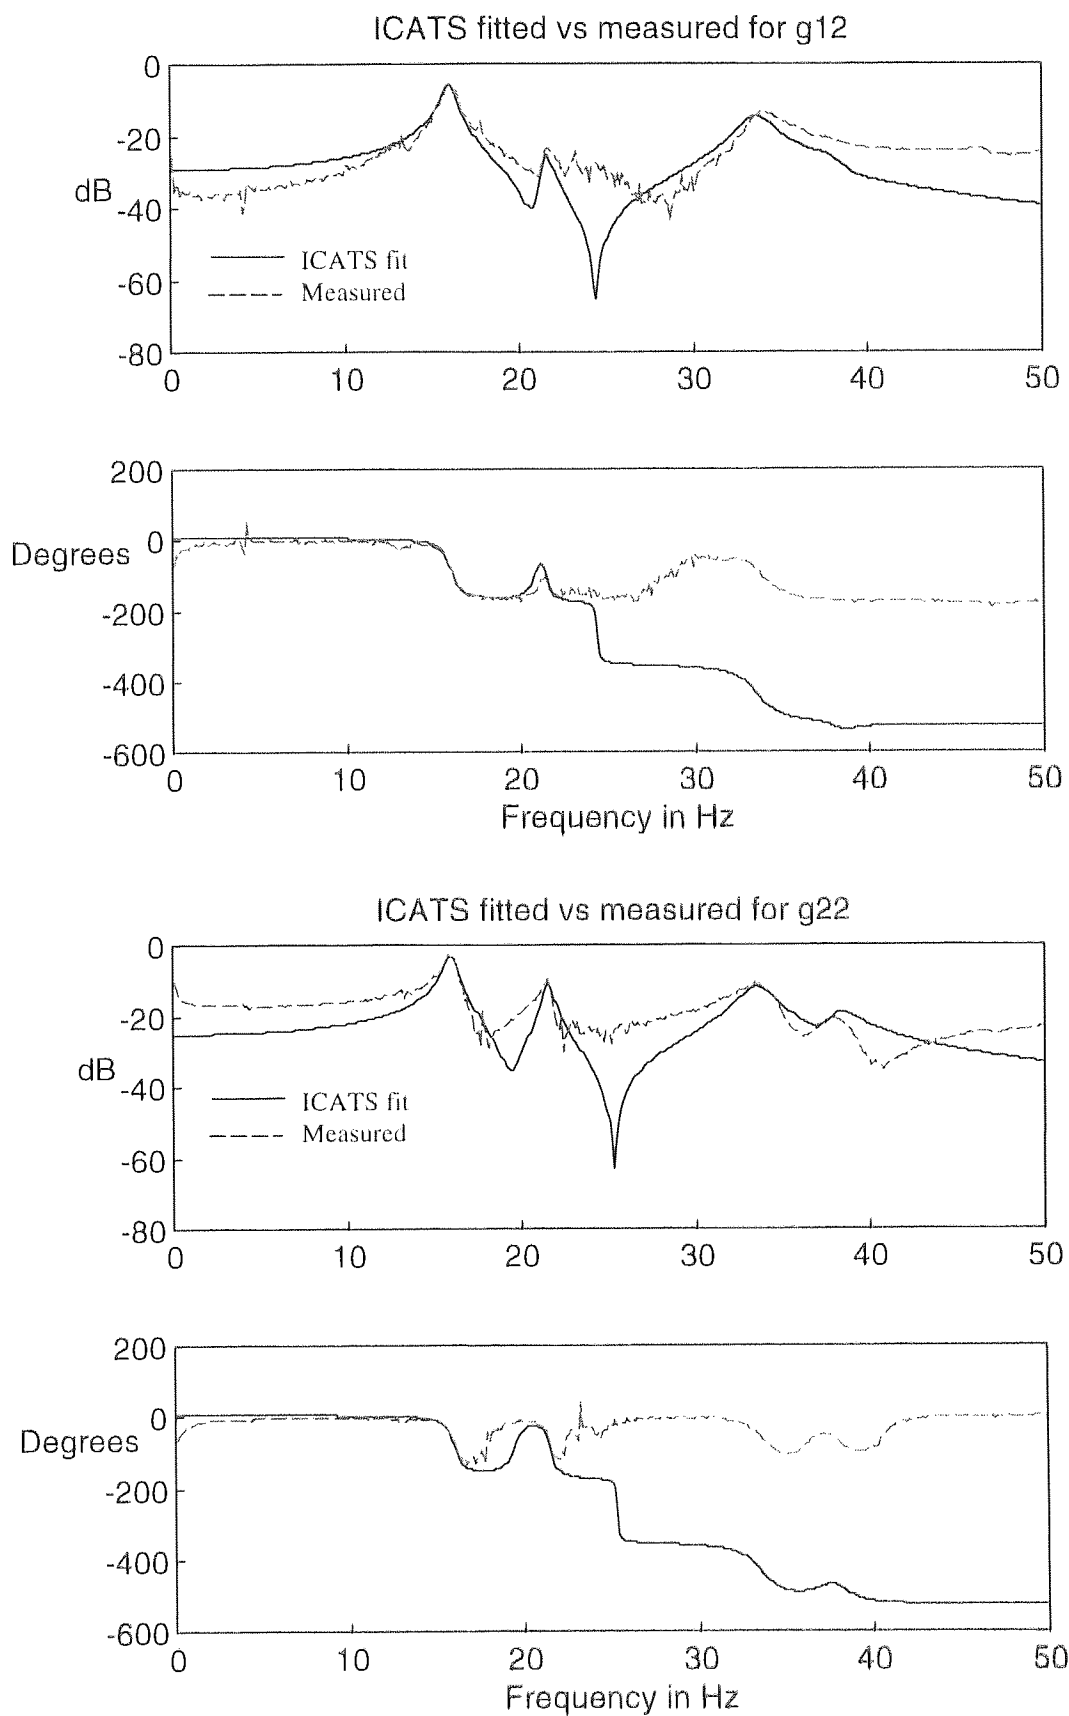 ICATS fitted vs measured for g12
0
-20
dB
-40
ICATS fit
-60
Measured
-80
0 10 20 30 40 50
200
Degrees
0
-200
-400
-600
0 10 20 30 40 50
Frequency in Hz
ICATS fitted vs measured for g22
0
-20
dB
-40
ICATS fit
Measured
-60
-80
0 10 20 30 40 50
200
0
Degrees
-200
-400
-600
0 10 20 30 40 50
Frequency in Hz